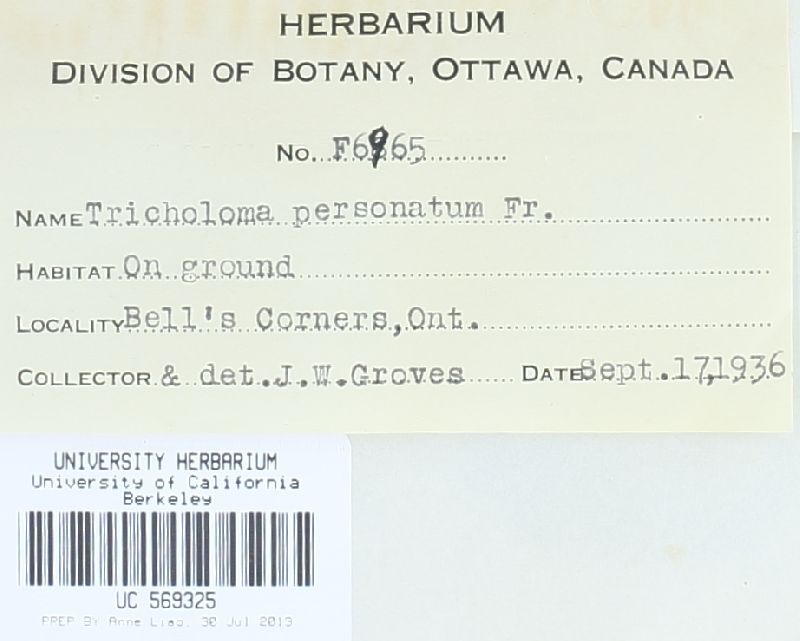 HERBARIUM
DIVISION OF BOTANY, OTTAWA, CANADA
No. F6965
NAME Tricholoma personatum Fr.
HABITAT On ground
LOCALITY Bell's Corners, Ont.
COLLECTOR & det. J.W.Groves DATE Sept. 17,1936
UNIVERSITY HERBARIUM
University of California
Berkeley
UC 569325
PREP BY Anne Liao, 30 Jul 2013